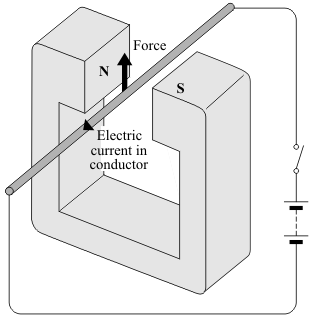 Force
N
S
Electric
current in
conductor